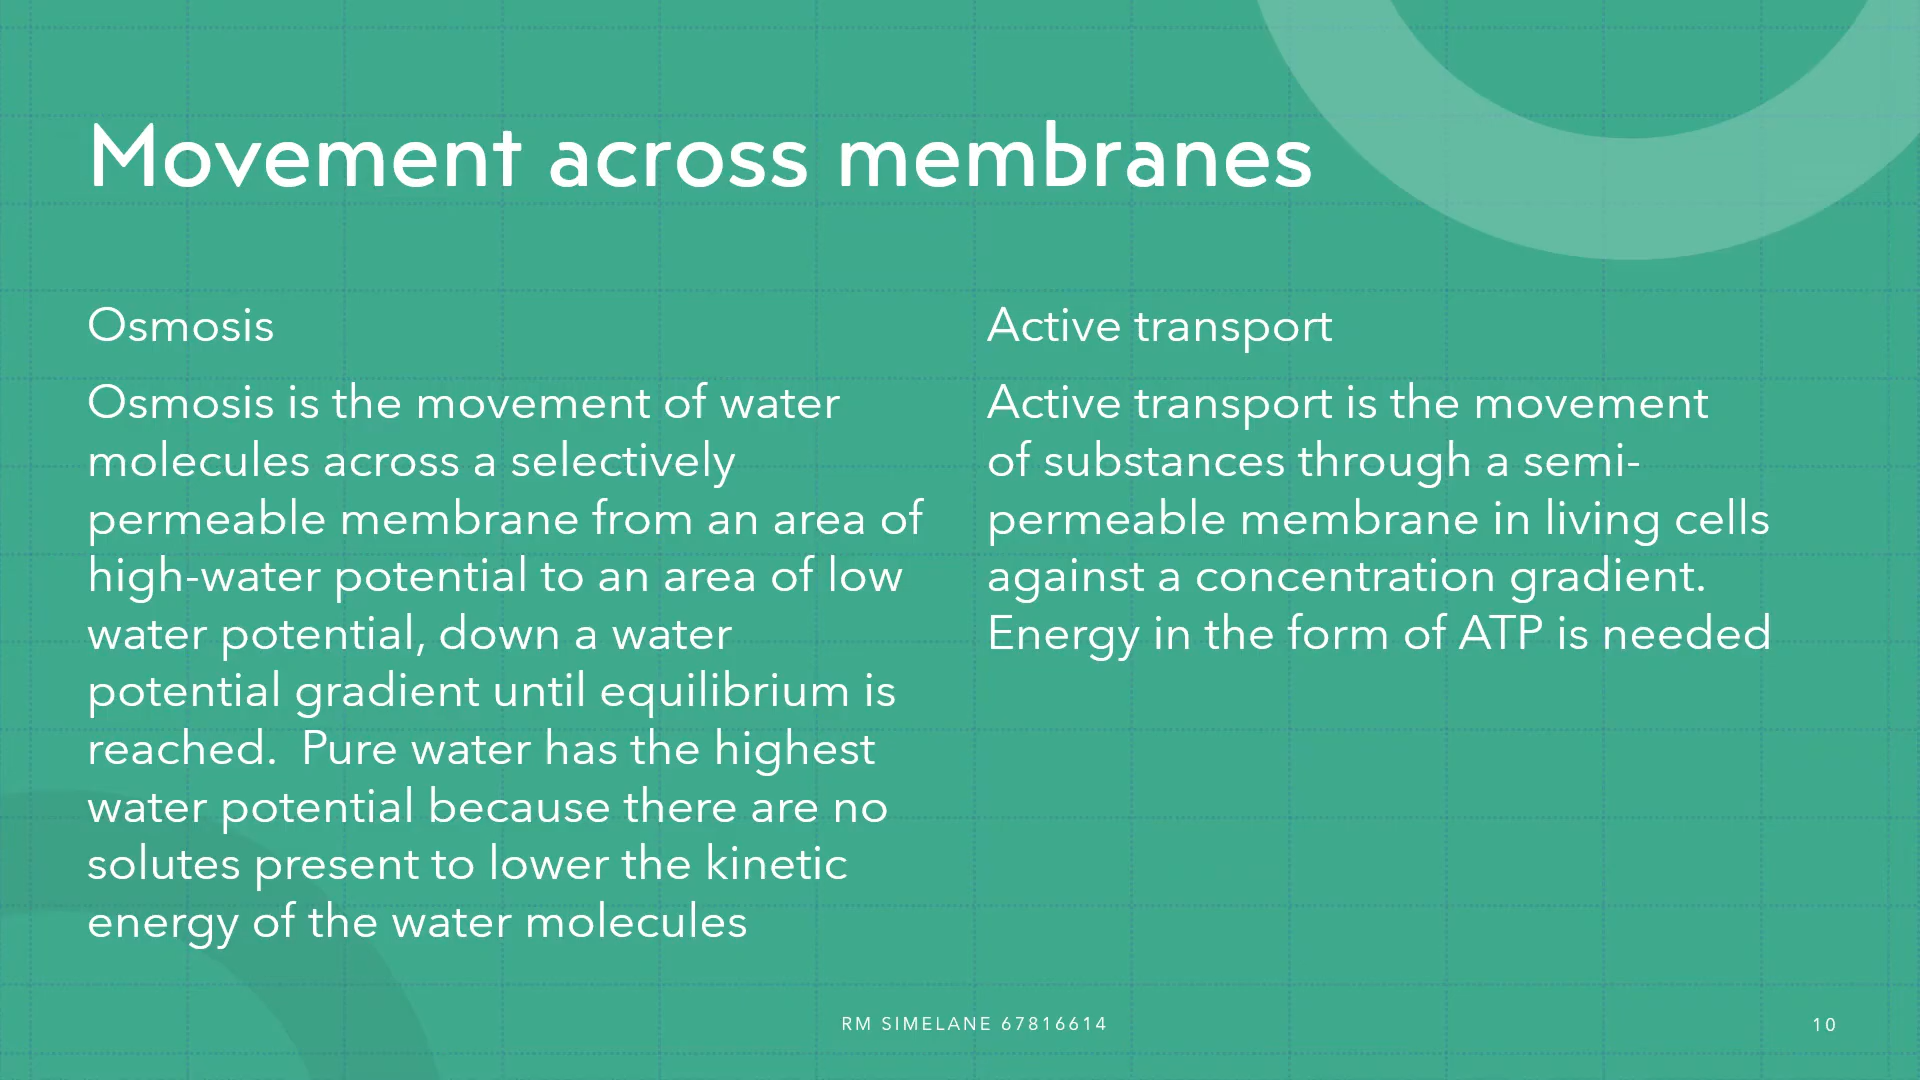 Movement across membranes
Osmosis
Osmosis is the movement of water
molecules across a selectively
permeable membrane from an area of
high-water potential to an area of low
water potential, down a water
potential gradient until equilibrium is
reached.  Pure water has the highest
water potential because there are no
solutes present to lower the kinetic
energy of the water molecules
Active transport
Active transport is the movement
of substances through a semi-
permeable membrane in living cells
against a concentration gradient.
Energy in the form of ATP is needed
RM SIMELANE 67816614
10